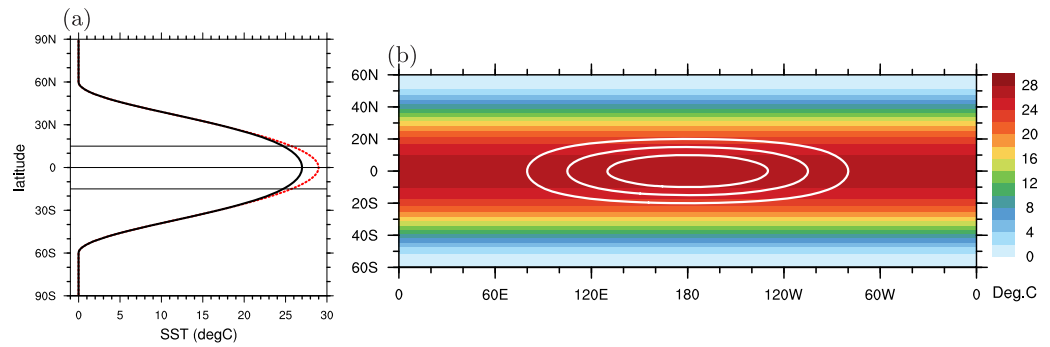 (a)
90N
60N
30N
0
30S
60S
90S
latitude
0 5 10 15 20 25 30
SST (degC)
(b)
60N
40N
20N
0
20S
40S
60S
0 60E 120E 180 120W 60W 0
28
24
20
16
12
8
4
0
Deg.C